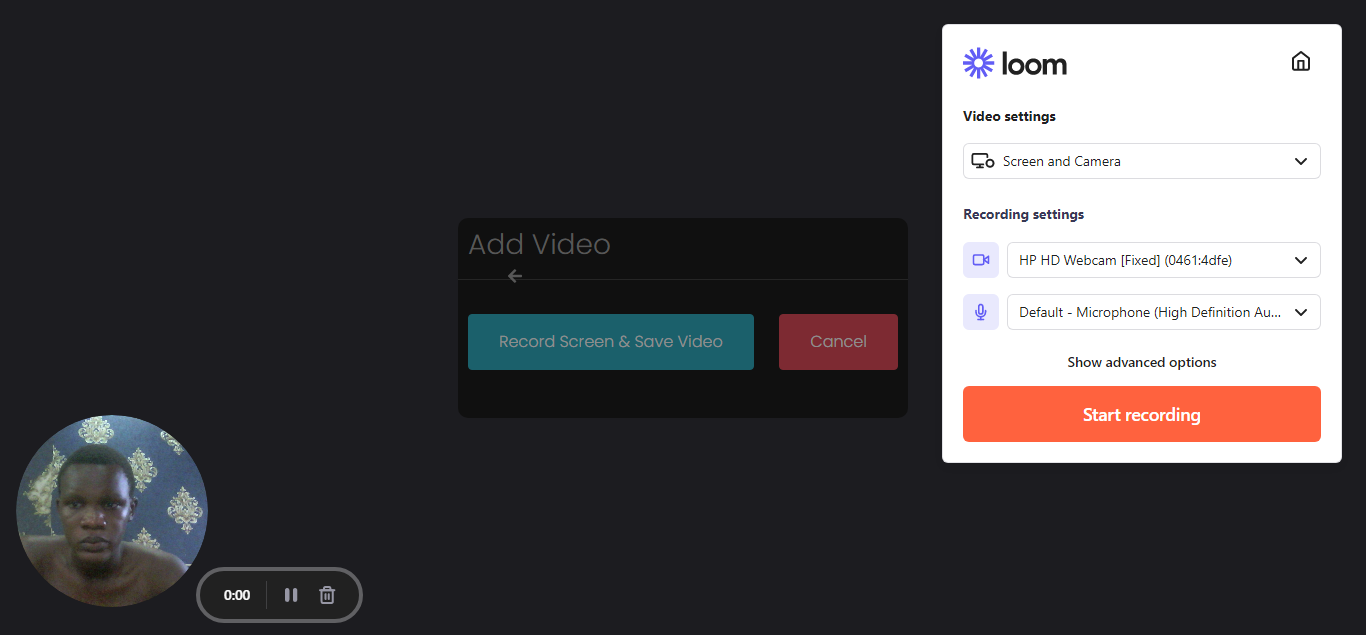 loom
Video settings
Screen and Camera
Recording settings
HP HD Webcam [Fixed] (0461:4dfe)
Default - Microphone (High Definition Au...
Show advanced options
Start recording
Add Video
Record Screen & Save Video
Cancel
0:00